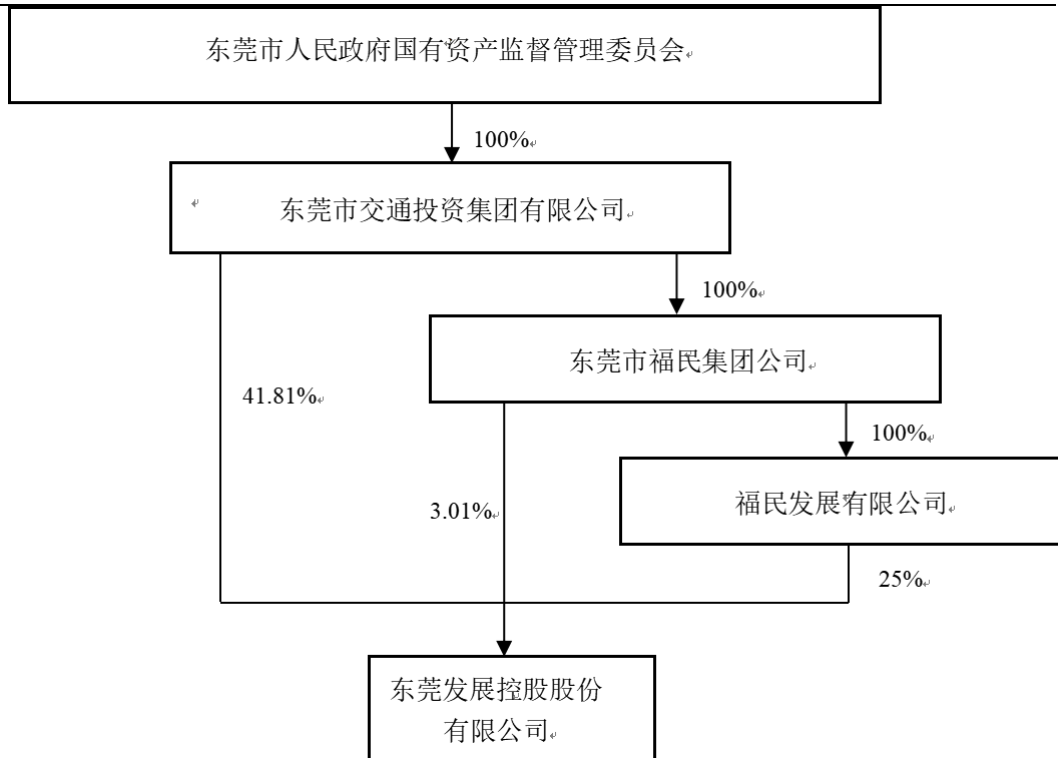 东莞市人民政府国有资产监督管理委员会
100%
东莞市交通投资集团有限公司
100%
东莞市福民集团公司
41.81%
100%
3.01%
福民发展有限公司
25%
东莞发展控股股份
有限公司